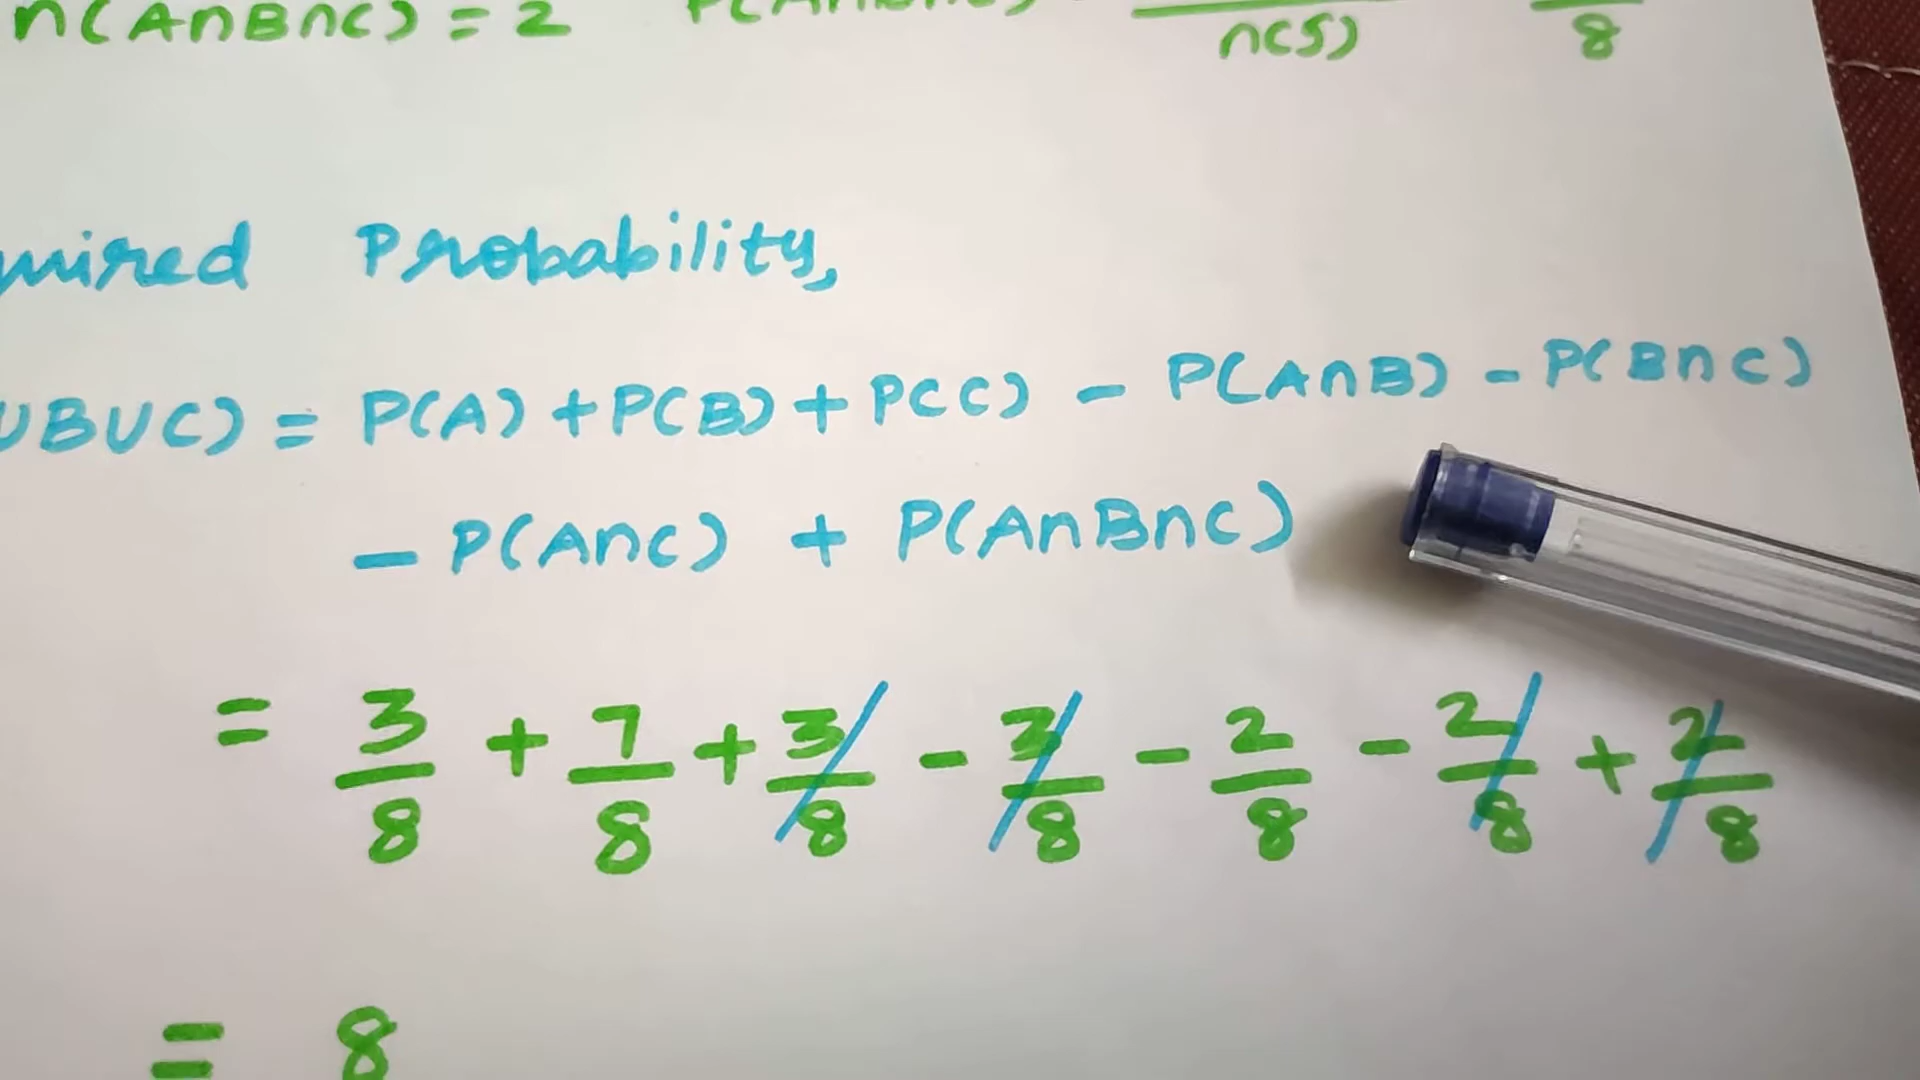 n(A∩B∩C) = 2 P(A∩B∩C) n(S) 8
Probability,
UBUC) = P(A) + P(B) + P(C) - P(A∩B) - P(B∩C)
- P(A∩C) + P(A∩B∩C)
= 3/8 + 7/8 + 3/8 - 3/8 - 2/8 - 2/8 + 2/8
= 8